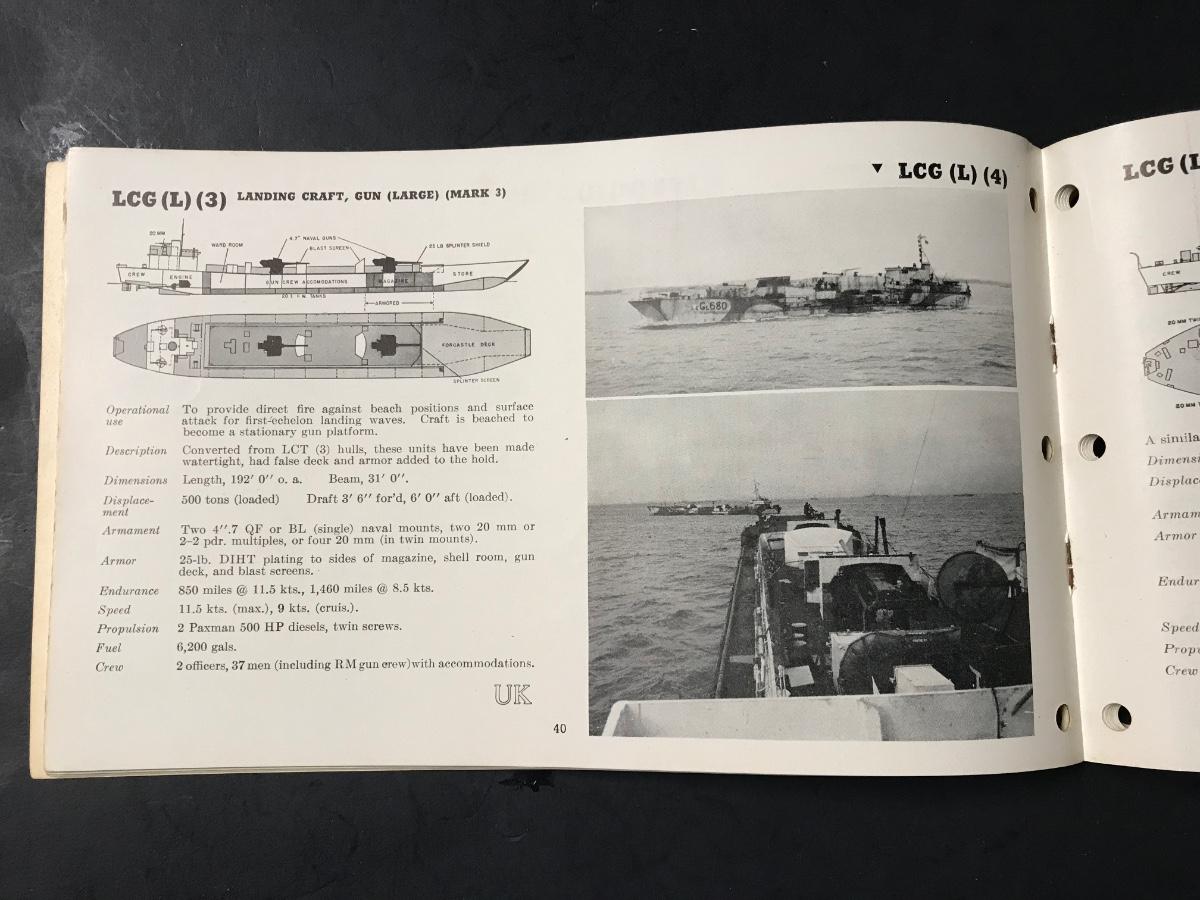 LCG (L) (3) LANDING CRAFT, GUN (LARGE) (MARK 3)
20 MM
WARD ROOM
4.7" NAVAL GUNS
BLAST SCREEN
25 LB SPLINTER SHIELD
CREW
ENGINE
GUN CREW ACCOMODATIONS
MAGAZINE
STORE
TANKS
ARMORED
FORCASTLE DECK
SPLINTER SCREEN
Operational use To provide direct fire against beach positions and surface
attack for first-echelon landing waves. Craft is beached to
become a stationary gun platform.
Description Converted from LCT (3) hulls, these units have been made
watertight, had false deck and armor added to the hold.
Dimensions Length, 192' 0" o. a. Beam, 31' 0".
Displace-
ment 500 tons (loaded) Draft 3' 6" for'd, 6' 0" aft (loaded).
Armament Two 4".7 QF or BL (single) naval mounts, two 20 mm or
2–2 pdr. multiples, or four 20 mm (in twin mounts).
Armor 25-lb. DIHT plating to sides of magazine, shell room, gun
deck, and blast screens.
Endurance 850 miles @ 11.5 kts., 1,460 miles @ 8.5 kts.
Speed 11.5 kts. (max.), 9 kts. (cruis.).
Propulsion 2 Paxman 500 HP diesels, twin screws.
Fuel 6,200 gals.
Crew 2 officers, 37 men (including RM gun crew) with accommodations.
UK
40
▼ LCG (L) (4)
680
LCG (L
CREW
20 MM
20 MM
A simila
Dimensi
Displac
Armam
Armor
Endur
Speed
Propu
Crew